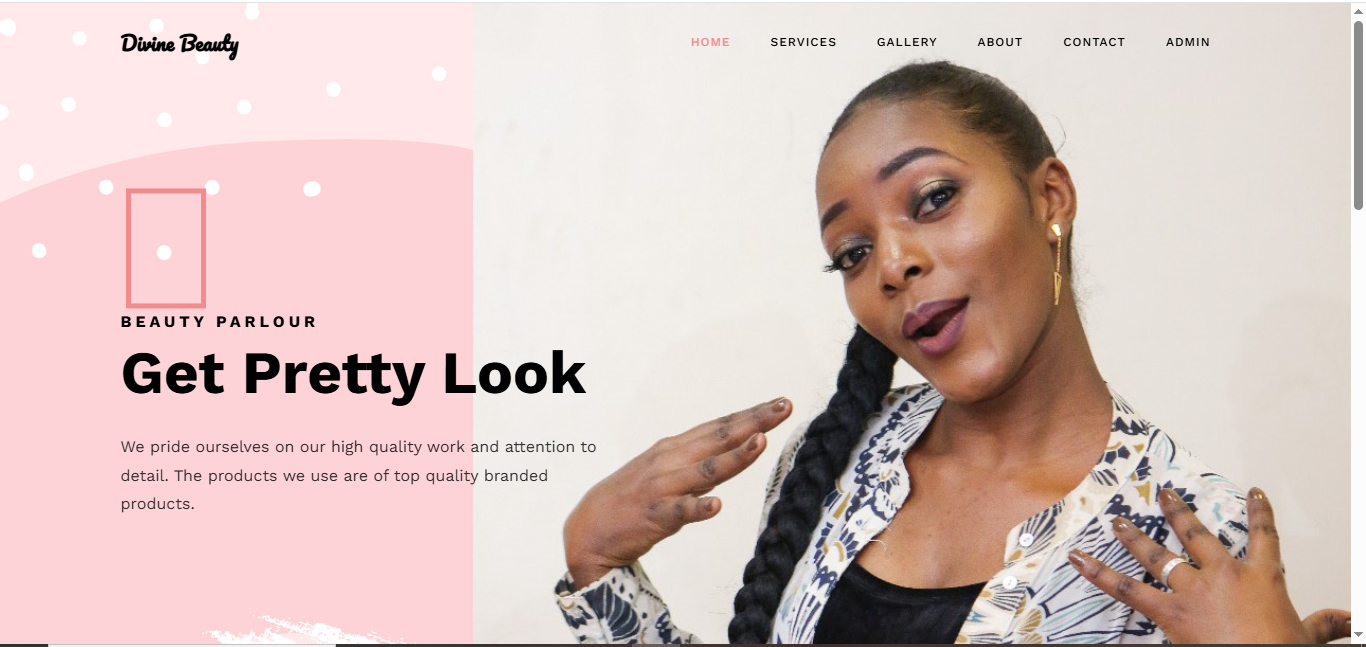 Divine Beauty
HOME SERVICES GALLERY ABOUT CONTACT ADMIN
BEAUTY PARLOUR
Get Pretty Look
We pride ourselves on our high quality work and attention to
detail. The products we use are of top quality branded
products.